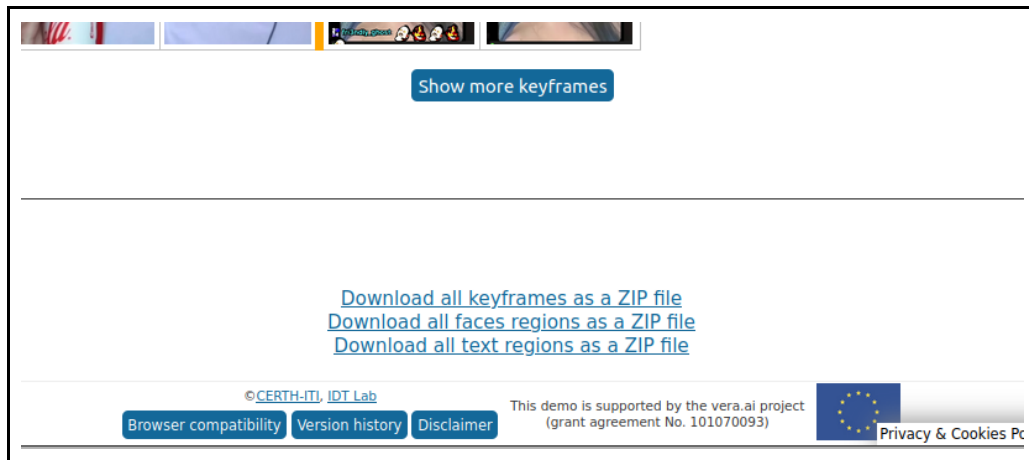 Show more keyframes
Download all keyframes as a ZIP file
Download all faces regions as a ZIP file
Download all text regions as a ZIP file
©CERTH-ITI, IDT Lab
Browser compatibility Version history Disclaimer
This demo is supported by the vera.ai project
(grant agreement No. 101070093)
Privacy & Cookies Po